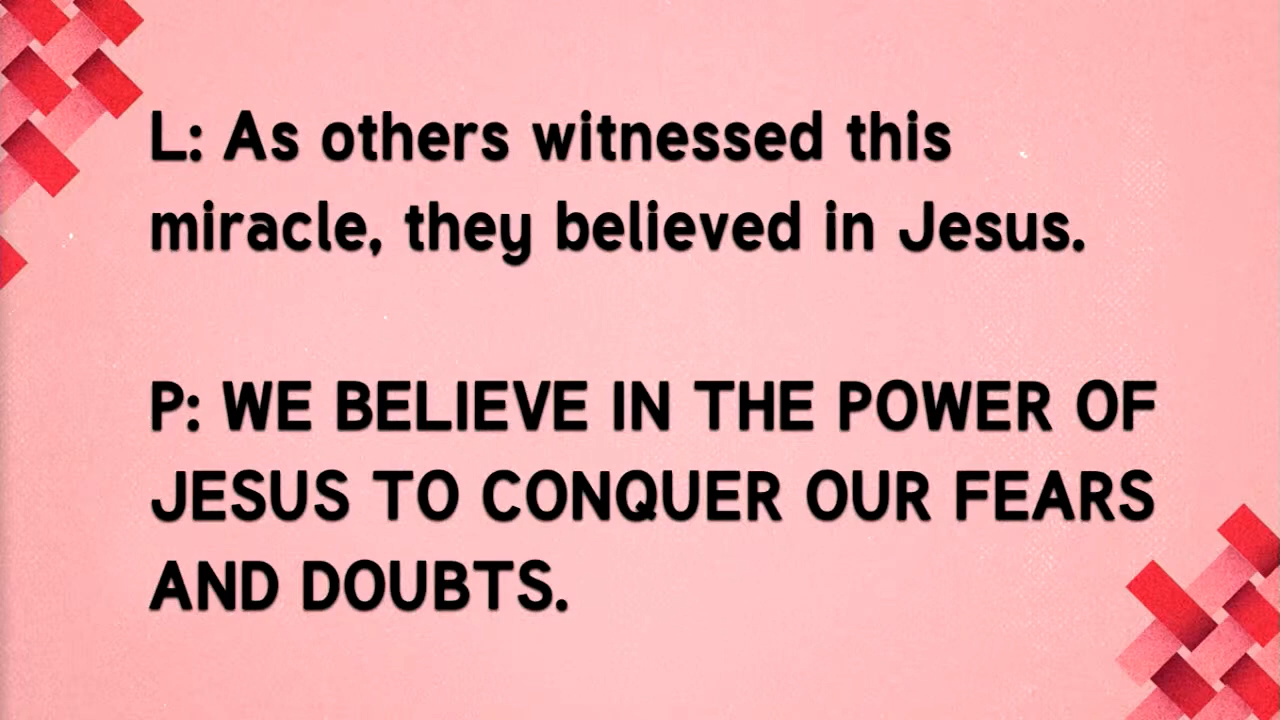 L: As others witnessed this
miracle, they believed in Jesus.
P: WE BELIEVE IN THE POWER OF
JESUS TO CONQUER OUR FEARS
AND DOUBTS.